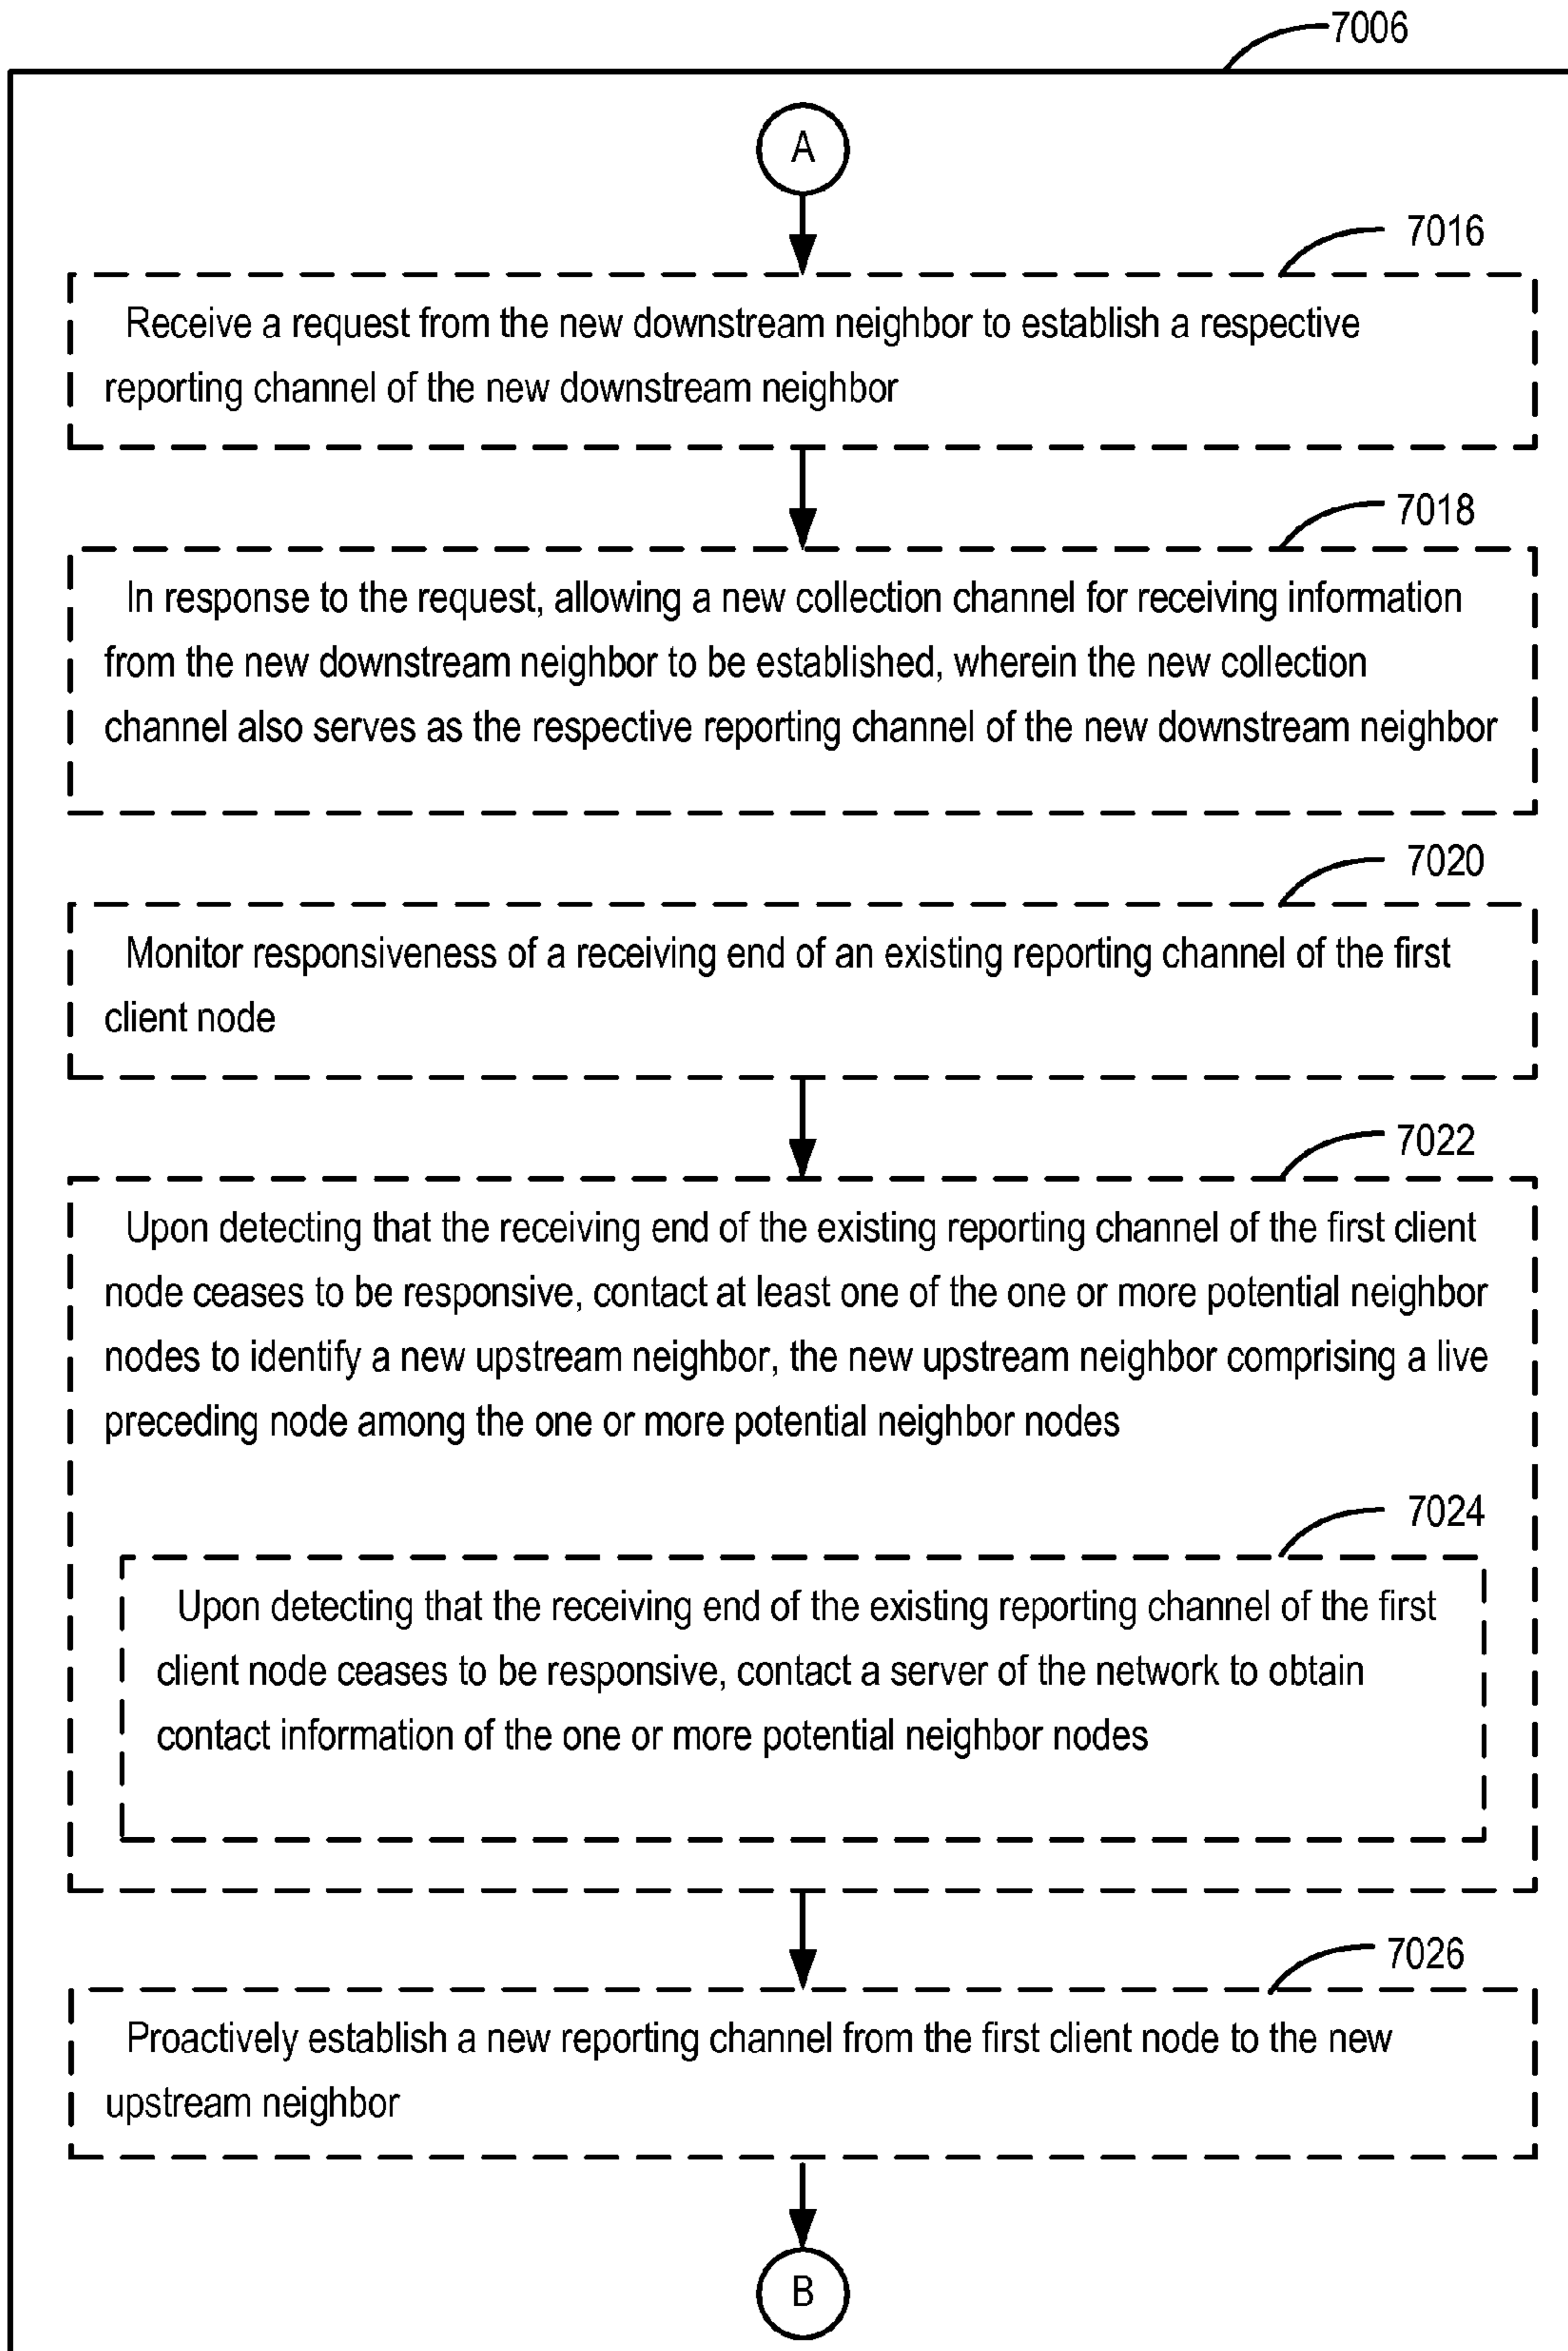 7006
A
7016
Receive a request from the new downstream neighbor to establish a respective
reporting channel of the new downstream neighbor
7018
In response to the request, allowing a new collection channel for receiving information
from the new downstream neighbor to be established, wherein the new collection
channel also serves as the respective reporting channel of the new downstream neighbor
7020
Monitor responsiveness of a receiving end of an existing reporting channel of the first
client node
7022
Upon detecting that the receiving end of the existing reporting channel of the first client
node ceases to be responsive, contact at least one of the one or more potential neighbor
nodes to identify a new upstream neighbor, the new upstream neighbor comprising a live
preceding node among the one or more potential neighbor nodes
7024
Upon detecting that the receiving end of the existing reporting channel of the first
client node ceases to be responsive, contact a server of the network to obtain
contact information of the one or more potential neighbor nodes
7026
Proactively establish a new reporting channel from the first client node to the new
upstream neighbor
B